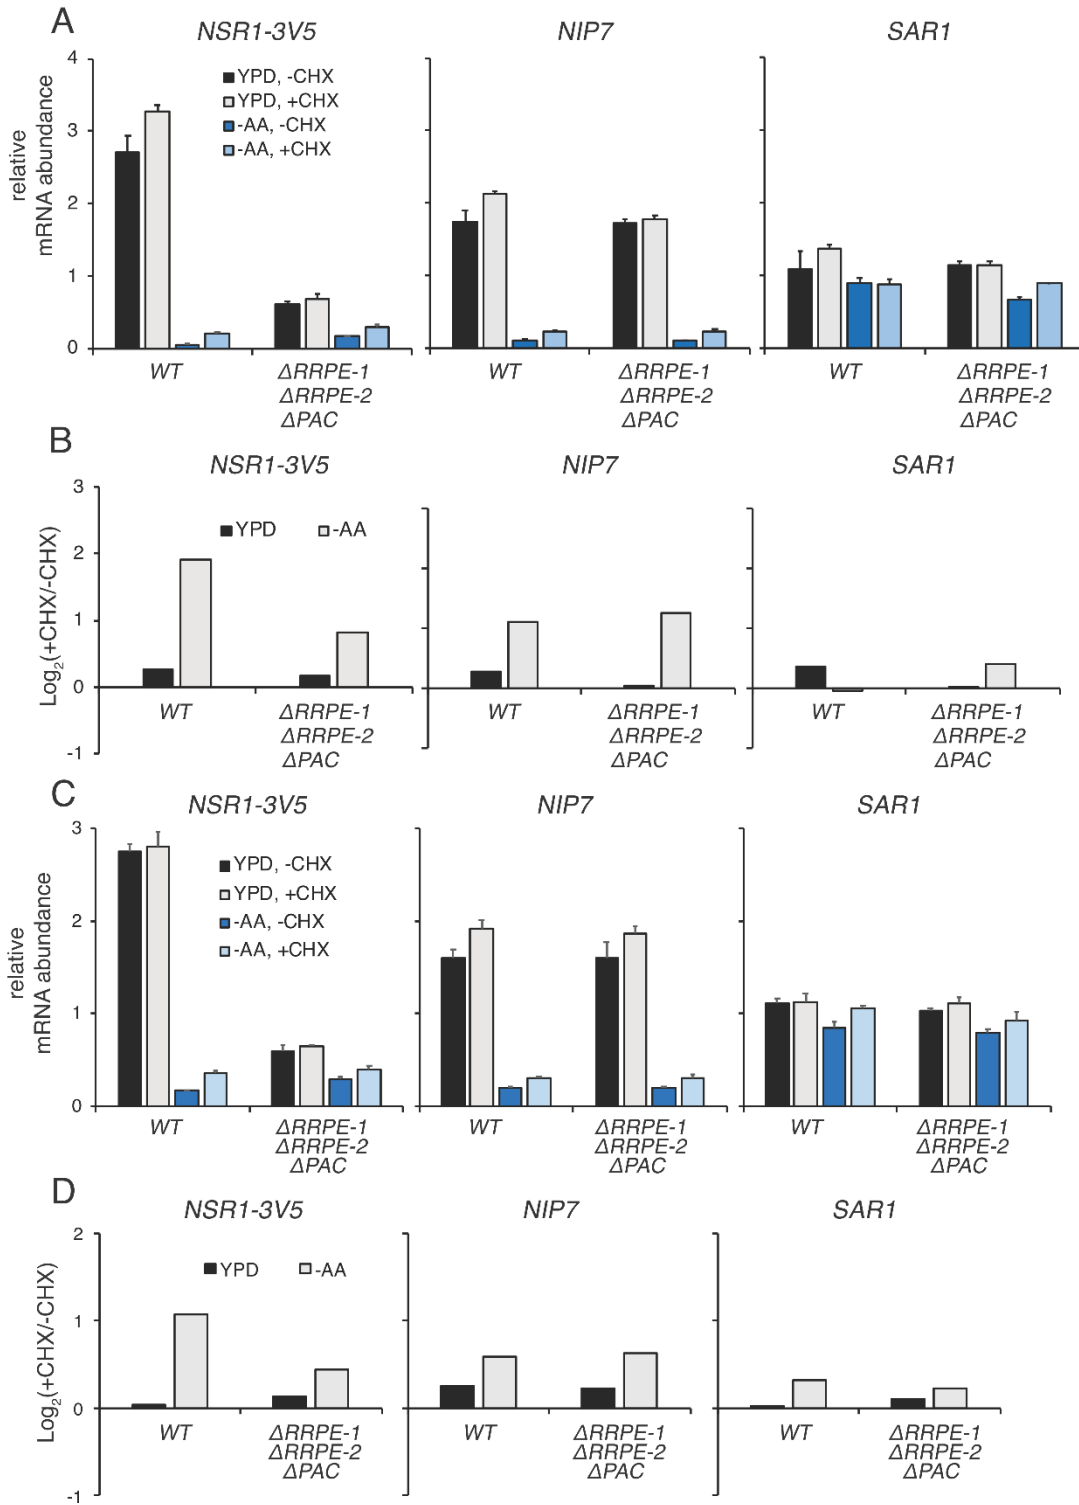 A
NSR1-3V5 NIP7 SAR1
relative
mRNA abundance
4
3
2
1
0
YPD, -CHX
YPD, +CHX
-AA, -CHX
-AA, +CHX
WT ΔRRPE-1 WT ΔRRPE-1 WT ΔRRPE-1
ΔRRPE-2 ΔRRPE-2 ΔRRPE-2
ΔPAC ΔPAC ΔPAC
B
NSR1-3V5 NIP7 SAR1
Log₂(+CHX/-CHX)
3
2
1
0
-1
YPD -AA
WT ΔRRPE-1 WT ΔRRPE-1 WT ΔRRPE-1
ΔRRPE-2 ΔRRPE-2 ΔRRPE-2
ΔPAC ΔPAC ΔPAC
C
NSR1-3V5 NIP7 SAR1
relative
mRNA abundance
3
2
1
0
YPD, -CHX
YPD, +CHX
-AA, -CHX
-AA, +CHX
WT ΔRRPE-1 WT ΔRRPE-1 WT ΔRRPE-1
ΔRRPE-2 ΔRRPE-2 ΔRRPE-2
ΔPAC ΔPAC ΔPAC
D
NSR1-3V5 NIP7 SAR1
Log₂(+CHX/-CHX)
2
1
0
-1
YPD -AA
WT ΔRRPE-1 WT ΔRRPE-1 WT ΔRRPE-1
ΔRRPE-2 ΔRRPE-2 ΔRRPE-2
ΔPAC ΔPAC ΔPAC